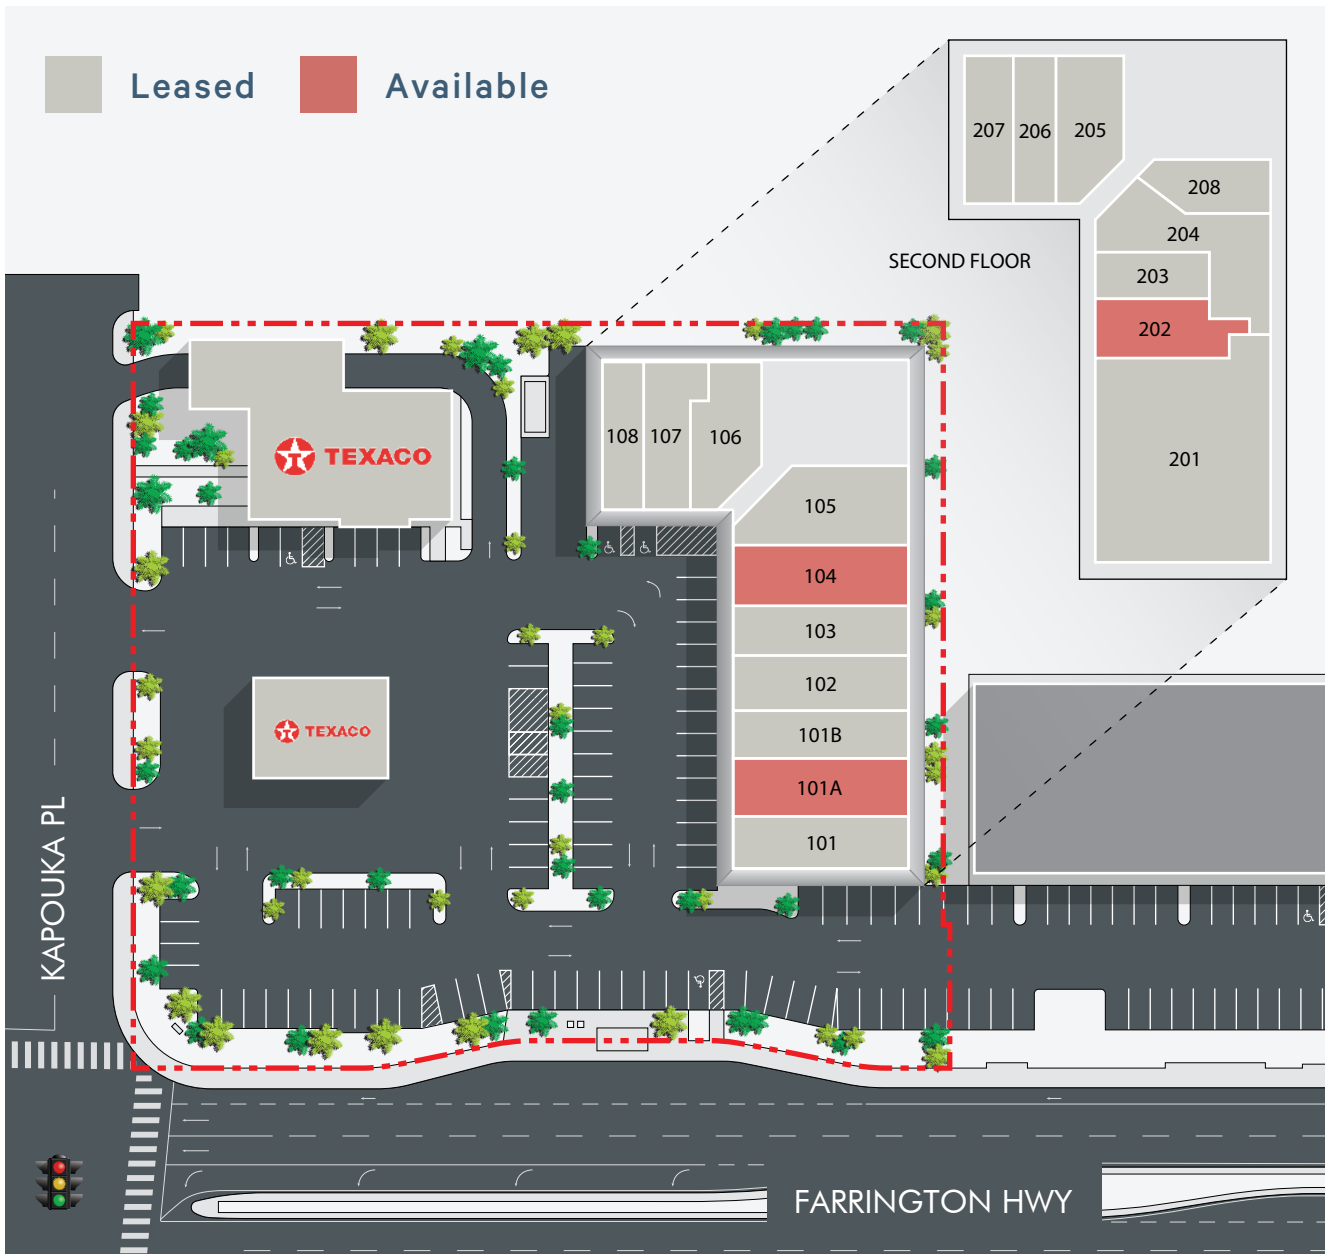 Leased
Available
207
206
205
208
204
203
202
201
SECOND FLOOR
TEXACO
108
107
106
105
104
103
102
101B
101A
101
TEXACO
KAPOUKA PL
FARRINGTON HWY